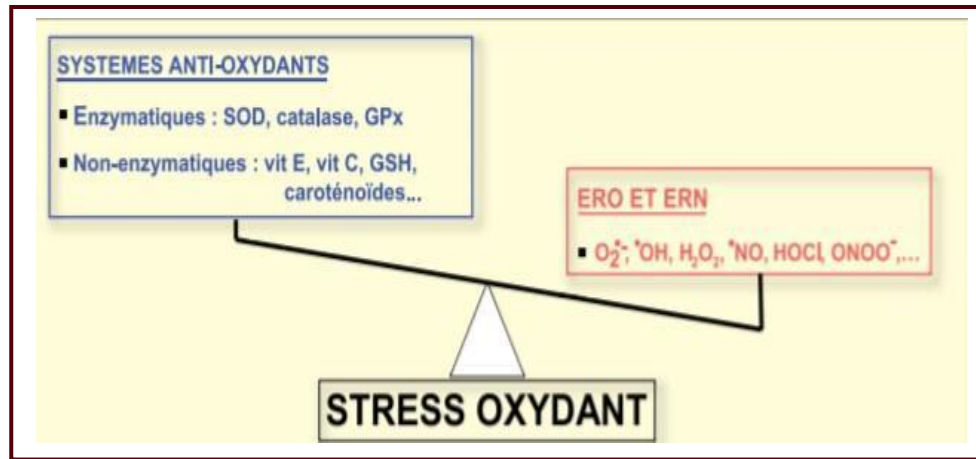 SYSTEMES ANTI-OXYDANTS
▪ Enzymatiques : SOD, catalase, GPx
▪ Non-enzymatiques : vit E, vit C, GSH,
caroténoïdes...
ERO ET ERN
▪ O₂•⁻, •OH, H₂O₂, •NO, HOCl, ONOO⁻,...
STRESS OXYDANT